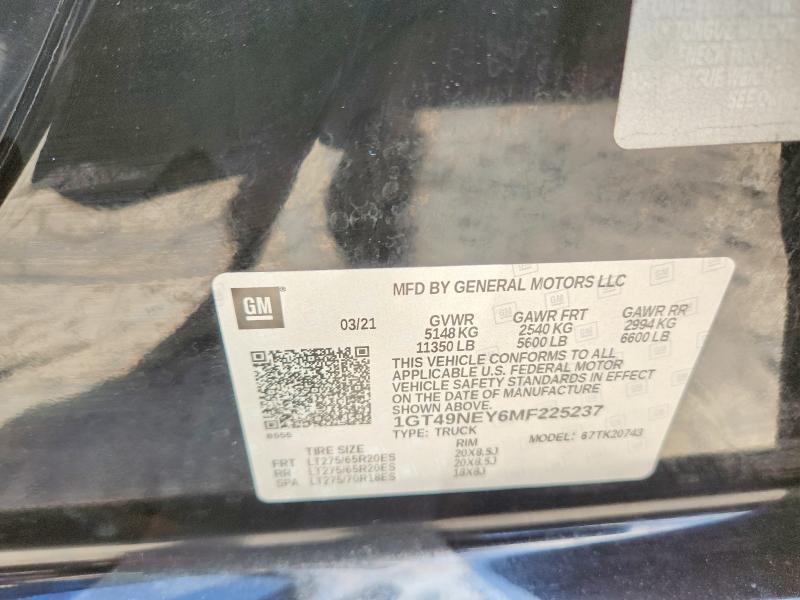 TONGUE
SEE O
GM
MFD BY GENERAL MOTORS LLC
03/21
GVWR GAWR FRT GAWR RR
5148 KG 2540 KG 2994 KG
11350 LB 5600 LB 6600 LB
THIS VEHICLE CONFORMS TO ALL
APPLICABLE U.S. FEDERAL MOTOR
VEHICLE SAFETY STANDARDS IN EFFECT
ON THE DATE OF MANUFACTURE
SHOWN ABOVE.
1GT49NEY6MF225237
TYPE: TRUCK MODEL: 67TK20743
TIRE SIZE RIM
FRT LT275/65R20ES 20X8.5J
RR LT275/65R20ES 20X8.5J
SPA LT275/70R18ES 18X8J